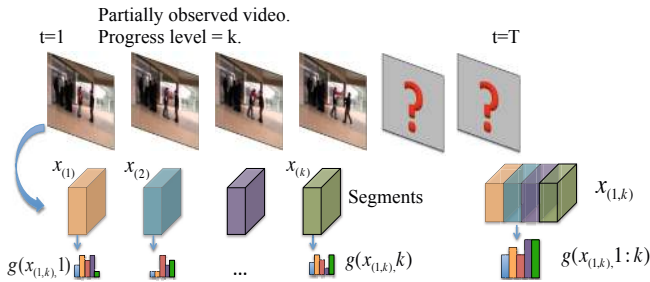 Partially observed video.
t=1 Progress level = k. t=T
? ?
x(1) x(2) x(k) Segments x(1,k)
g(x(1,k),1) ... g(x(1,k),k) g(x(1,k),1:k)